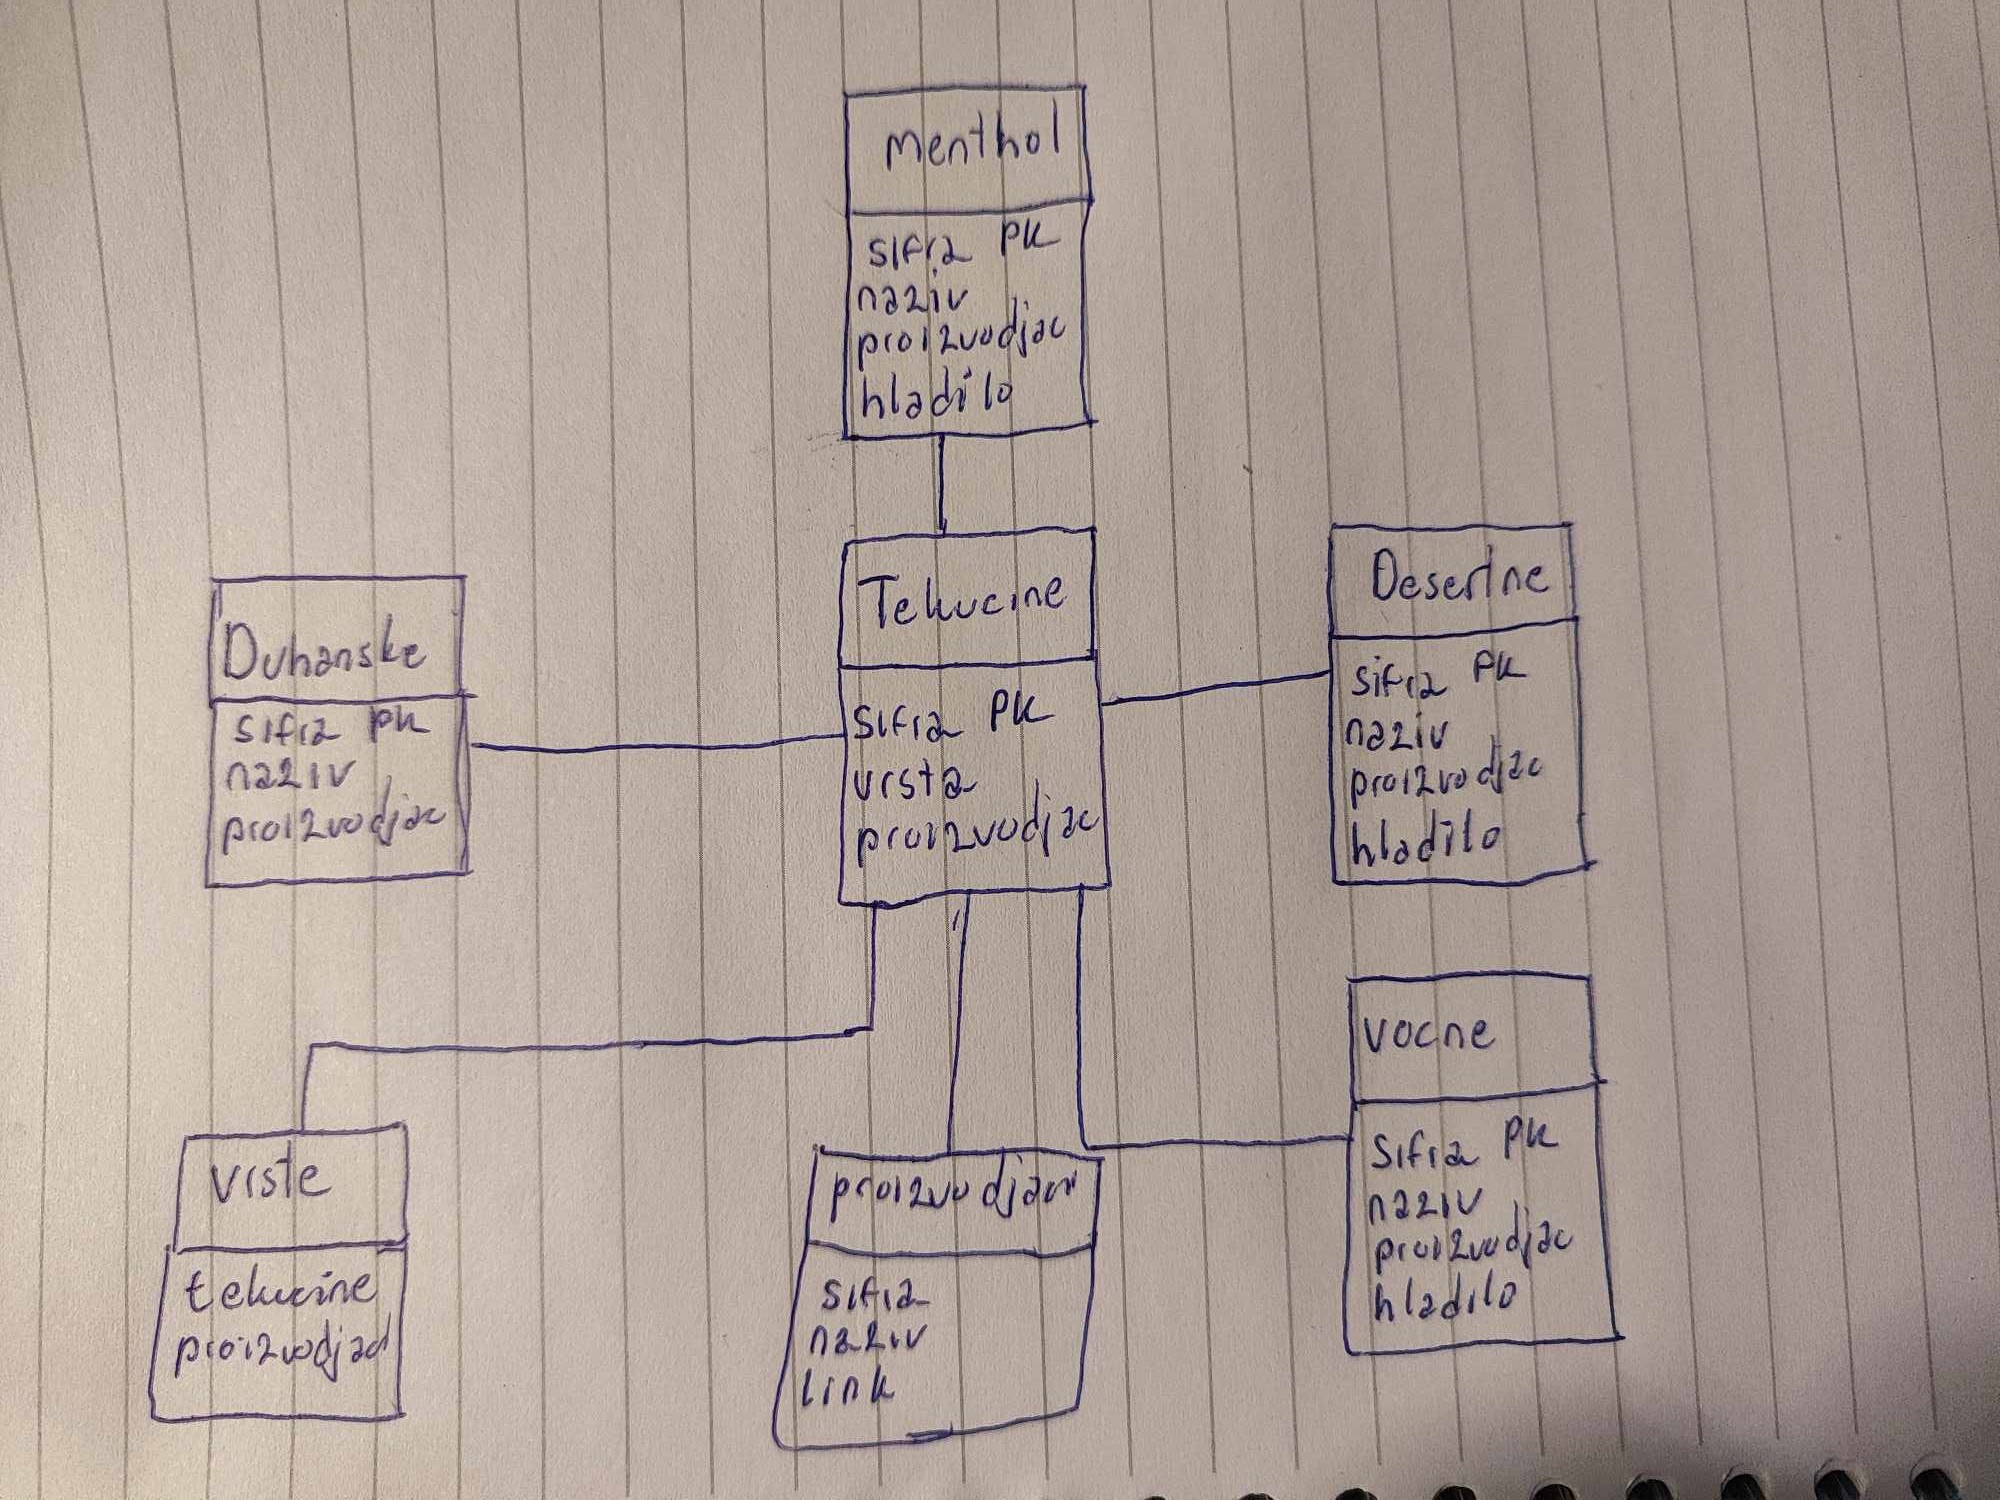 Menthol
sifra PK
naziv
proizvodjac
hladilo
Tekucine
sifra PK
vrsta
proizvodjac
Desertne
sifra PK
naziv
proizvodjac
hladilo
Duhanske
sifra PK
naziv
proizvodjac
vocne
sifra PK
naziv
proizvodjac
hladilo
vrste
tekucine
proizvodjaci
proizvodjaci
sifra
naziv
link